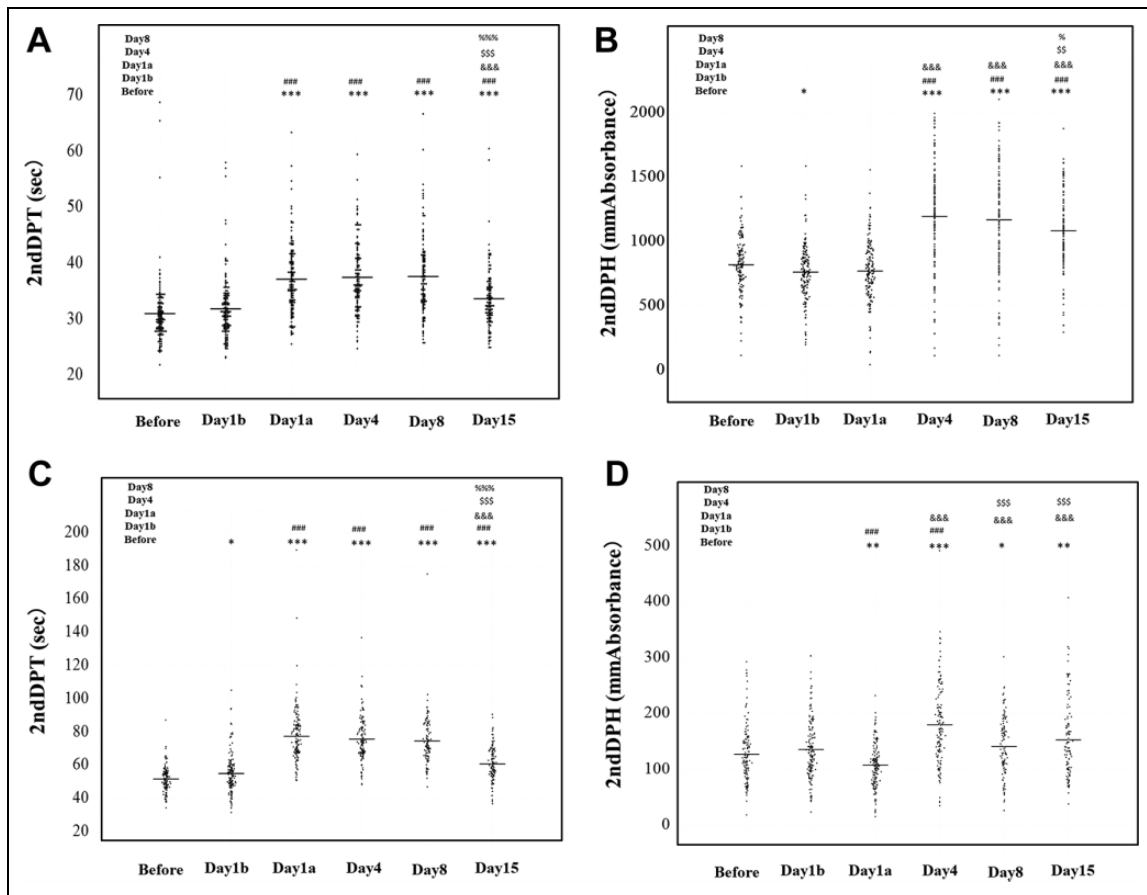 A
Day8 %%%
Day4 $$$
Day1a &&&
Day1b ### ### ### ###
Before *** *** *** ***
2ndDPT (sec)
70
60
50
40
30
20
Before Day1b Day1a Day4 Day8 Day15
B
Day8 %
Day4 $$
Day1a &&& &&& &&&
Day1b ### ### ###
Before * *** *** ***
2ndDPH (mmAbsorbance)
2000
1500
1000
500
0
Before Day1b Day1a Day4 Day8 Day15
C
Day8 %%%
Day4 $$$
Day1a &&&
Day1b ### ### ### ###
Before * *** *** *** ***
2ndDPT (sec)
200
180
160
140
120
100
80
60
40
20
Before Day1b Day1a Day4 Day8 Day15
D
Day8
Day4 $$$ $$$
Day1a &&& &&& &&&
Day1b ### ###
Before ** *** * **
2ndDPH (mmAbsorbance)
500
400
300
200
100
0
Before Day1b Day1a Day4 Day8 Day15